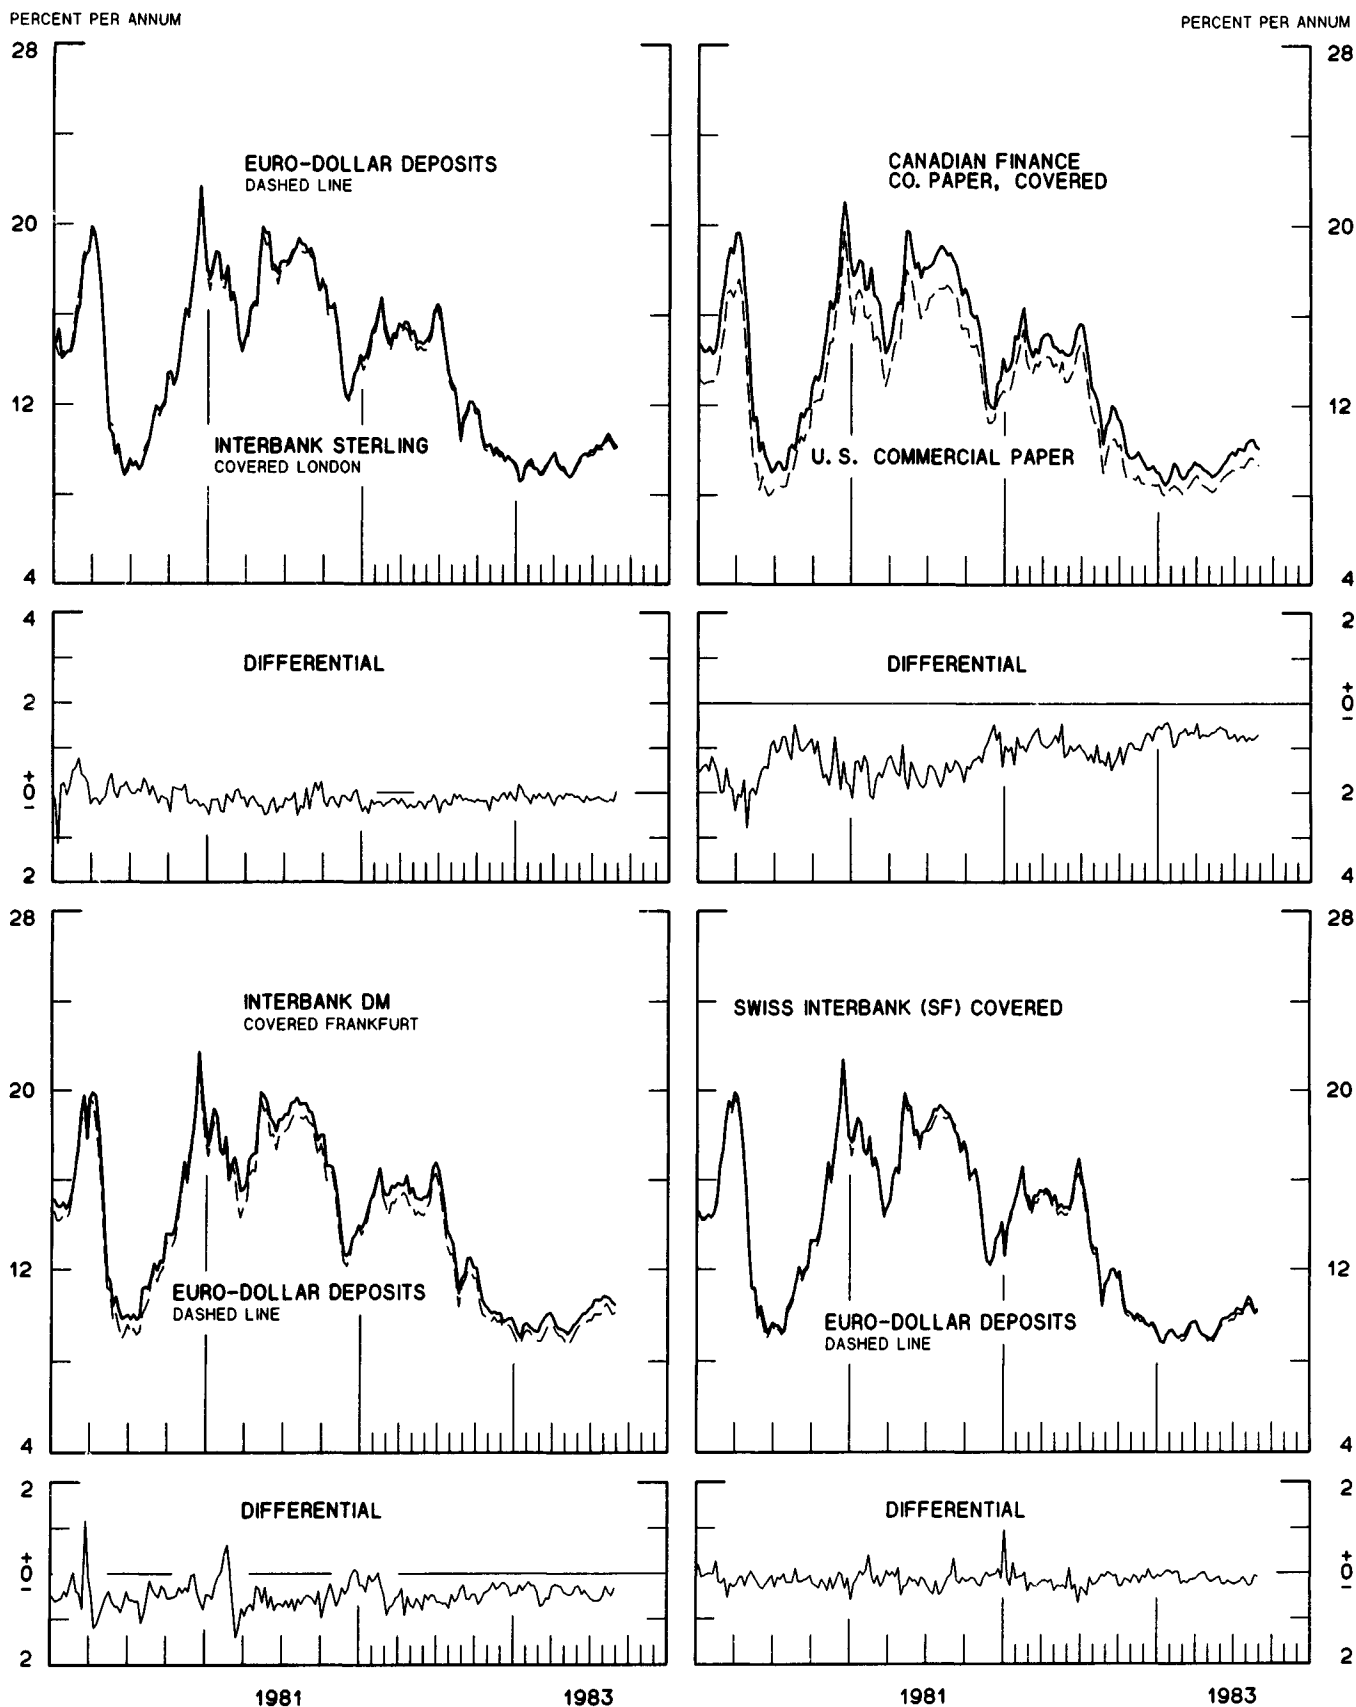 PERCENT PER ANNUM
PERCENT PER ANNUM
28
EURO-DOLLAR DEPOSITS
DASHED LINE
20
12
INTERBANK STERLING
COVERED LONDON
4
28
CANADIAN FINANCE
CO. PAPER, COVERED
20
12
U. S. COMMERCIAL PAPER
4
4
DIFFERENTIAL
2
+
0
–
2
2
DIFFERENTIAL
+
0
–
2
4
28
INTERBANK DM
COVERED FRANKFURT
20
12
EURO-DOLLAR DEPOSITS
DASHED LINE
4
28
SWISS INTERBANK (SF) COVERED
20
12
EURO-DOLLAR DEPOSITS
DASHED LINE
4
2
DIFFERENTIAL
+
0
–
2
2
DIFFERENTIAL
+
0
–
2
1981
1983
1981
1983